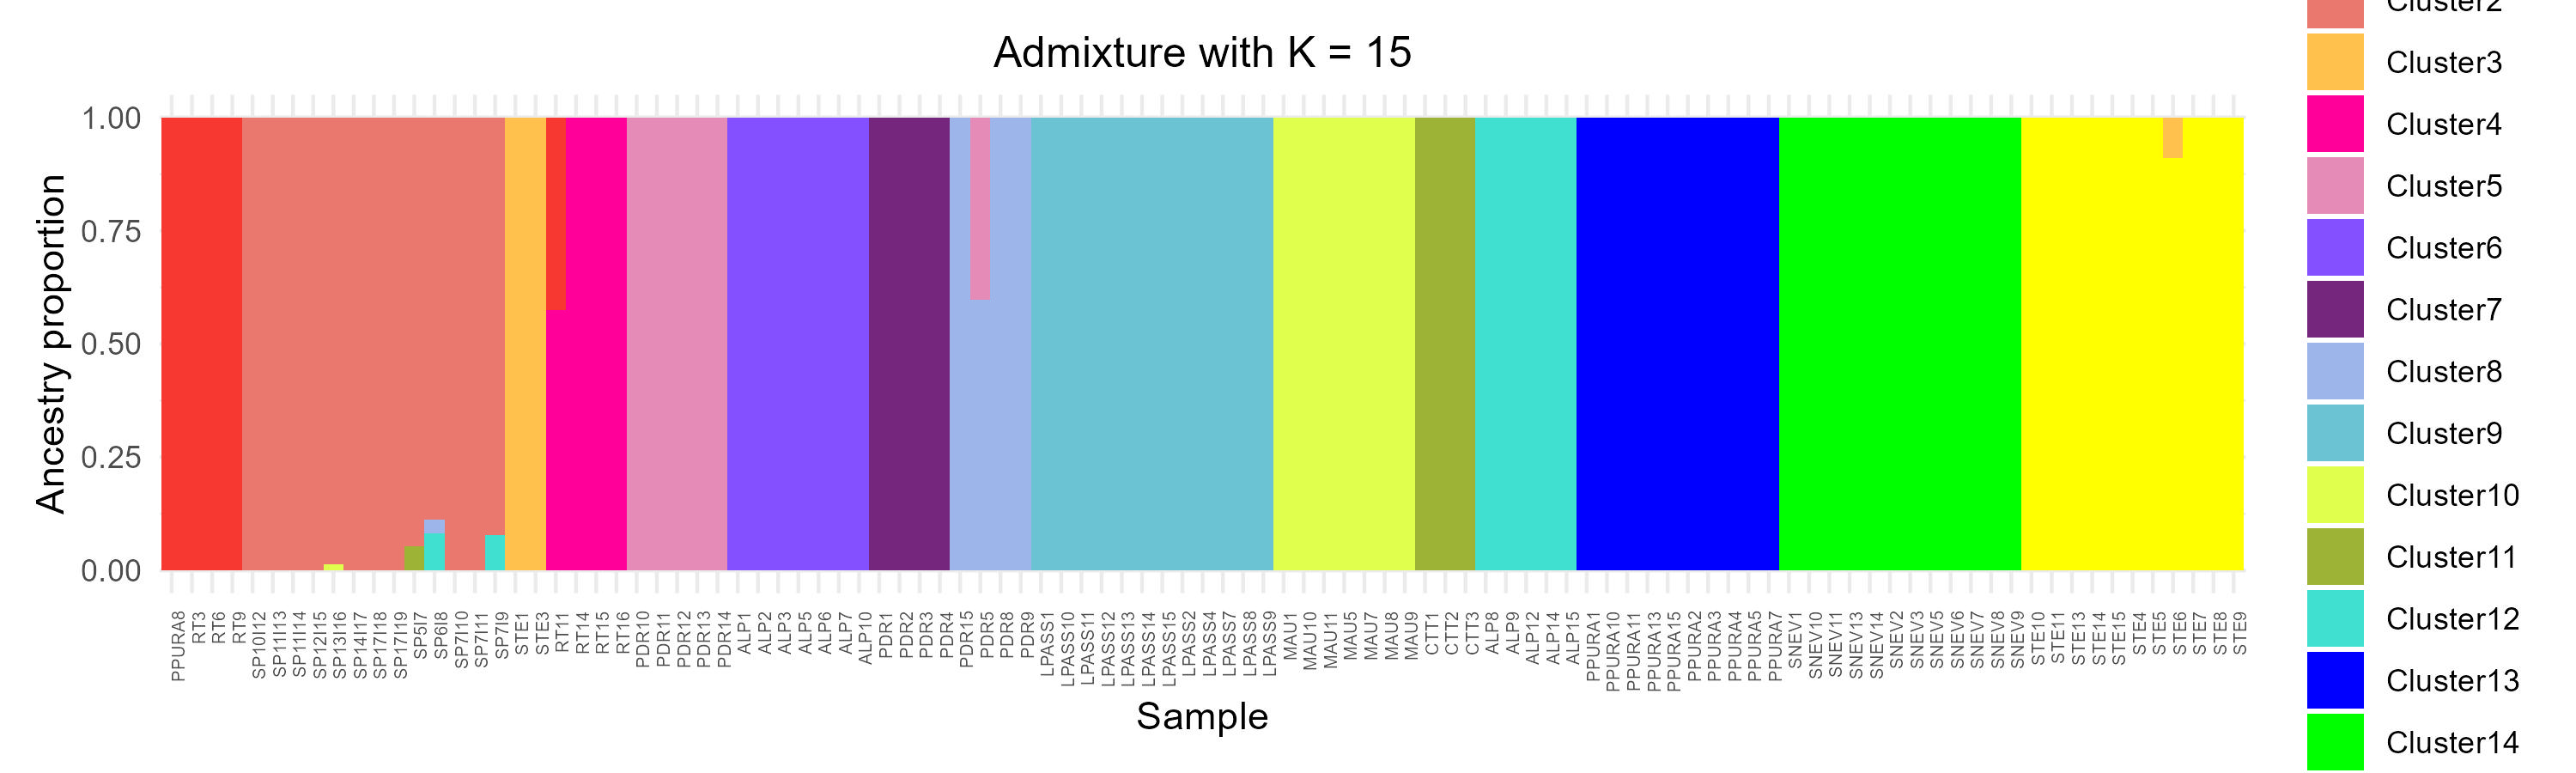 Cluster2
Admixture with K = 15
Cluster3
Cluster4
Cluster5
Cluster6
Cluster7
Cluster8
Cluster9
Cluster10
Cluster11
Cluster12
Cluster13
Cluster14
Ancestry proportion
1.00
0.75
0.50
0.25
0.00
PPURA8
RT3
RT6
RT9
SP10I12
SP11I13
SP11I14
SP12I15
SP13I16
SP14I17
SP17I18
SP17I19
SP5I7
SP6I8
SP7I10
SP7I11
SP7I9
STE1
STE3
RT11
RT14
RT15
RT16
PDR10
PDR11
PDR12
PDR13
PDR14
ALP1
ALP2
ALP3
ALP5
ALP6
ALP7
ALP10
PDR1
PDR2
PDR3
PDR4
PDR15
PDR5
PDR8
PDR9
LPASS1
LPASS10
LPASS11
LPASS12
LPASS13
LPASS14
LPASS15
LPASS2
LPASS4
LPASS7
LPASS8
LPASS9
MAU1
MAU10
MAU11
MAU5
MAU7
MAU8
MAU9
CTT1
CTT2
CTT3
ALP8
ALP9
ALP12
ALP14
ALP15
PPURA1
PPURA10
PPURA11
PPURA13
PPURA15
PPURA2
PPURA3
PPURA4
PPURA5
PPURA7
SNEV1
SNEV10
SNEV11
SNEV13
SNEV14
SNEV2
SNEV3
SNEV5
SNEV6
SNEV7
SNEV8
SNEV9
STE10
STE11
STE13
STE14
STE15
STE4
STE5
STE6
STE7
STE8
STE9
Sample